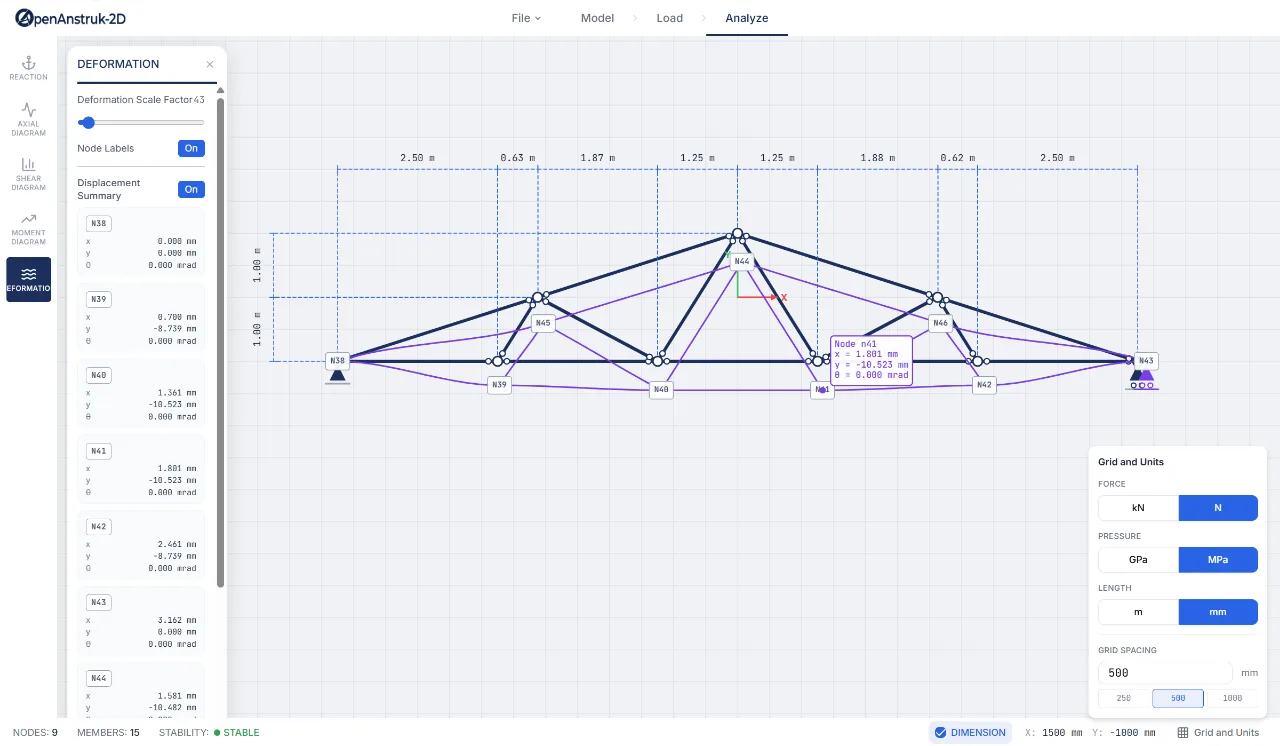 OpenAnstruk-2D
File
Model
Load
Analyze
REACTION
AXIAL
DIAGRAM
SHEAR
DIAGRAM
MOMENT
DIAGRAM
EFORMATIO
DEFORMATION
Deformation Scale Factor 43
Node Labels On
Displacement
Summary
On
N38
x 0.000 mm
y 0.000 mm
θ 0.000 mrad
N39
x 0.700 mm
y -8.739 mm
θ 0.000 mrad
N40
x 1.361 mm
y -10.523 mm
θ 0.000 mrad
N41
x 1.801 mm
y -10.523 mm
θ 0.000 mrad
N42
x 2.461 mm
y -8.739 mm
θ 0.000 mrad
N43
x 3.162 mm
y 0.000 mm
θ 0.000 mrad
N44
x 1.581 mm
y -10.482 mm
2.50 m 0.63 m 1.87 m 1.25 m 1.25 m 1.88 m 0.62 m 2.50 m
1.00 m
1.00 m
N44
X
N45
N46
N38
N43
N39
N40
N42
Node n41
x = 1.801 mm
y = -10.523 mm
θ = 0.000 mrad
Grid and Units
FORCE
kN N
PRESSURE
GPa MPa
LENGTH
m mm
GRID SPACING
500 mm
250 500 1000
NODES: 9 MEMBERS: 15 STABILITY: STABLE
DIMENSION X: 1500 mm Y: -1000 mm Grid and Units